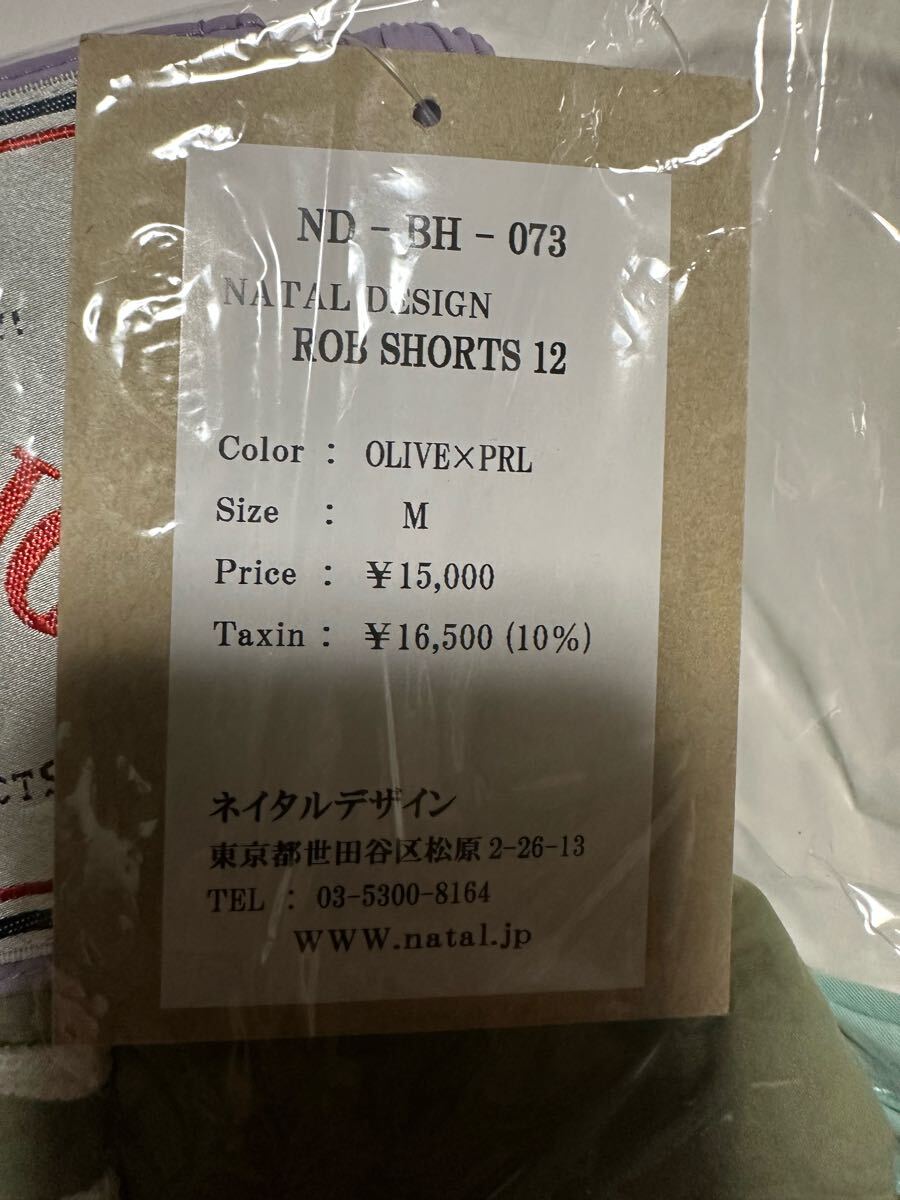 ND - BH - 073
NATAL DESIGN
ROB SHORTS 12
Color : OLIVE×PRL
Size : M
Price : ¥15,000
Taxin : ¥16,500 (10%)
ネイタルデザイン
東京都世田谷区松原2-26-13
TEL : 03-5300-8164
WWW.natal.jp
CTS